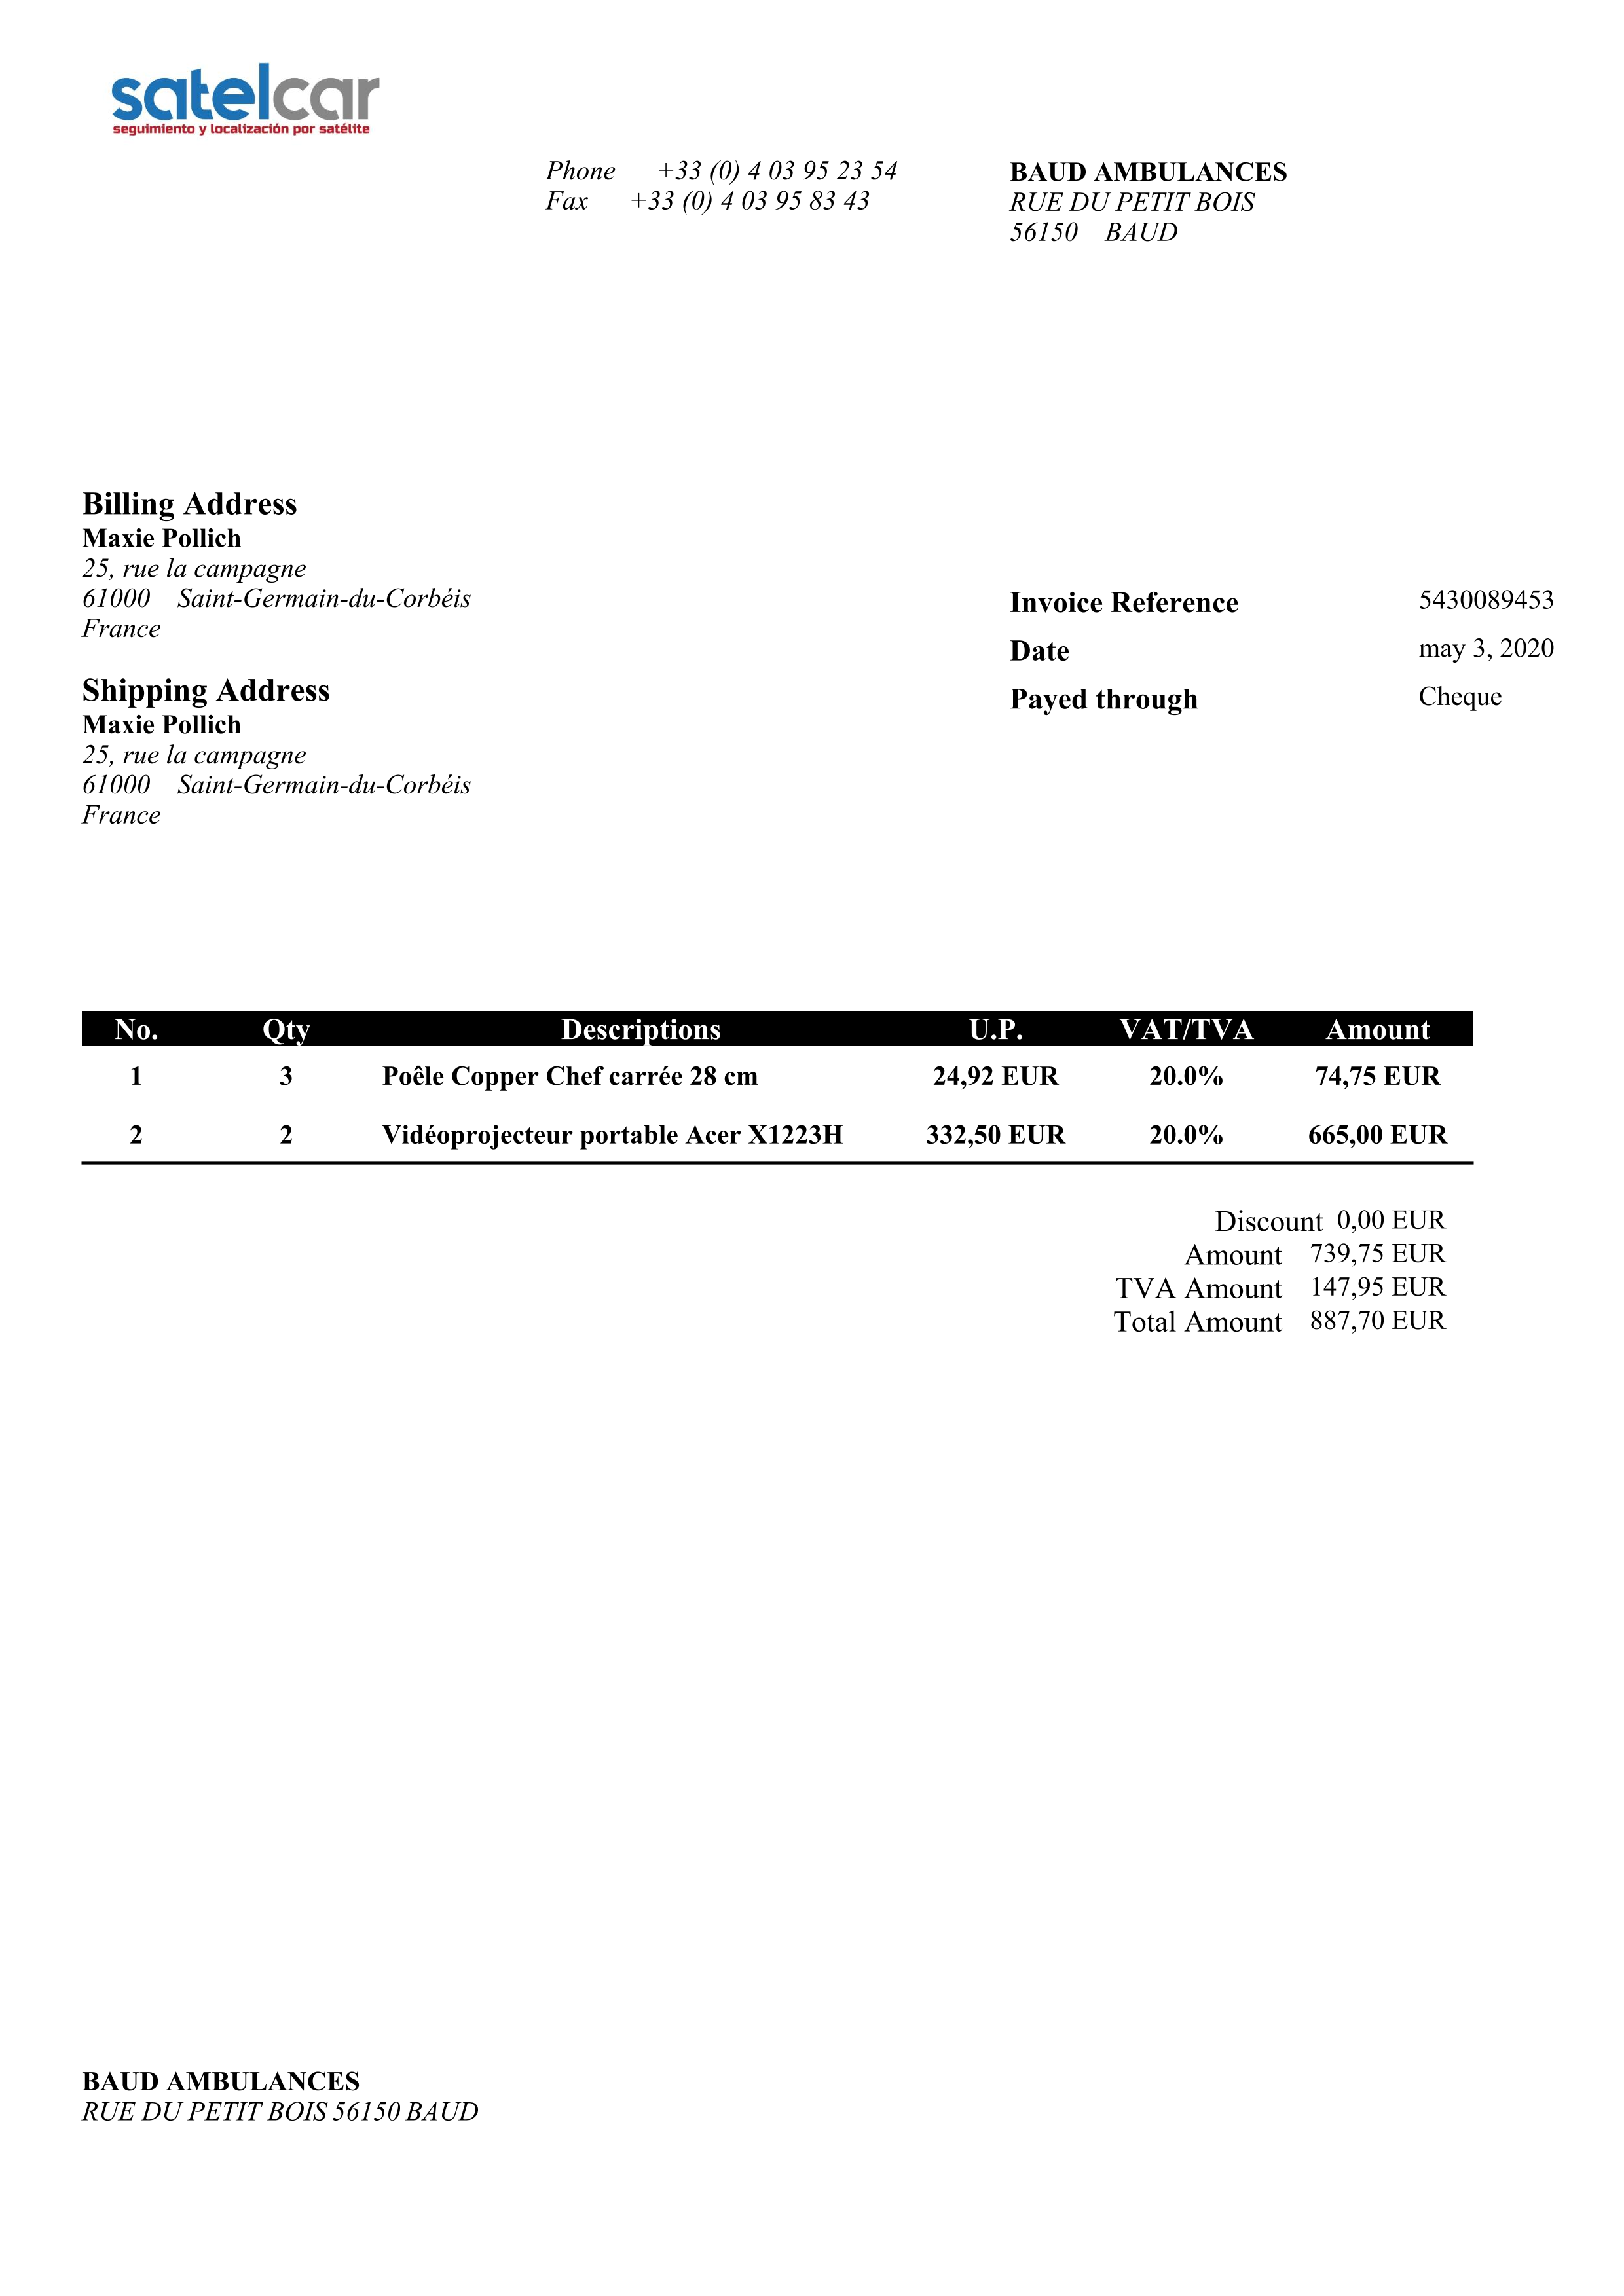 satelcar
seguimiento y localización por satélite
Phone +33 (0) 4 03 95 23 54
Fax +33 (0) 4 03 95 83 43
BAUD AMBULANCES
RUE DU PETIT BOIS
56150 BAUD
Billing Address
Maxie Pollich
25, rue la campagne
61000 Saint-Germain-du-Corbéis
France
Shipping Address
Maxie Pollich
25, rue la campagne
61000 Saint-Germain-du-Corbéis
France
Invoice Reference 5430089453
Date may 3, 2020
Payed through Cheque
No. Qty Descriptions U.P. VAT/TVA Amount
1 3 Poêle Copper Chef carrée 28 cm 24,92 EUR 20.0% 74,75 EUR
2 2 Vidéoprojecteur portable Acer X1223H 332,50 EUR 20.0% 665,00 EUR
Discount 0,00 EUR
Amount 739,75 EUR
TVA Amount 147,95 EUR
Total Amount 887,70 EUR
BAUD AMBULANCES
RUE DU PETIT BOIS 56150 BAUD